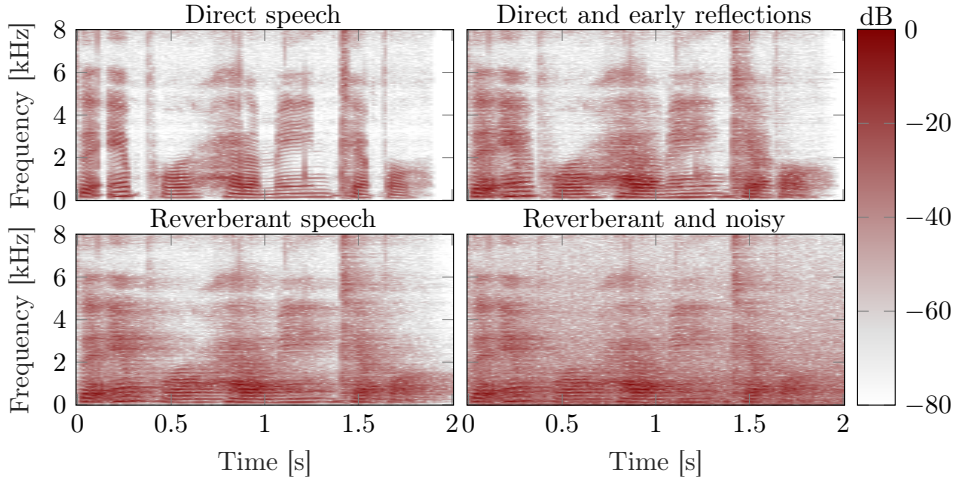 Direct speech
Direct and early reflections
dB
8
6
4
2
0
Frequency [kHz]
0
−20
−40
−60
−80
Reverberant speech
Reverberant and noisy
8
6
4
2
0
Frequency [kHz]
0 0.5 1 1.5 2
0 0.5 1 1.5 2
Time [s]
Time [s]